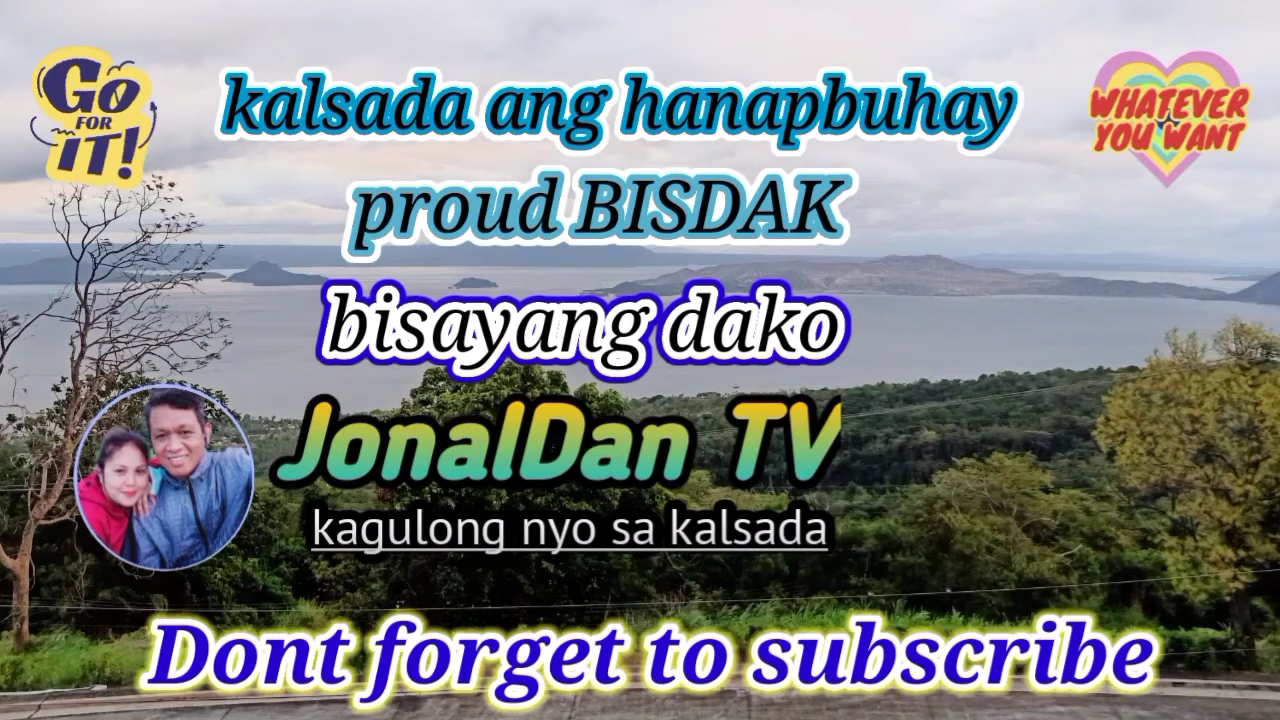 GO
FOR
IT!
WHATEVER
YOU WANT
kalsada ang hanapbuhay
proud BISDAK
bisayang dako
JonalDan TV
kagulong nyo sa kalsada
Dont forget to subscribe